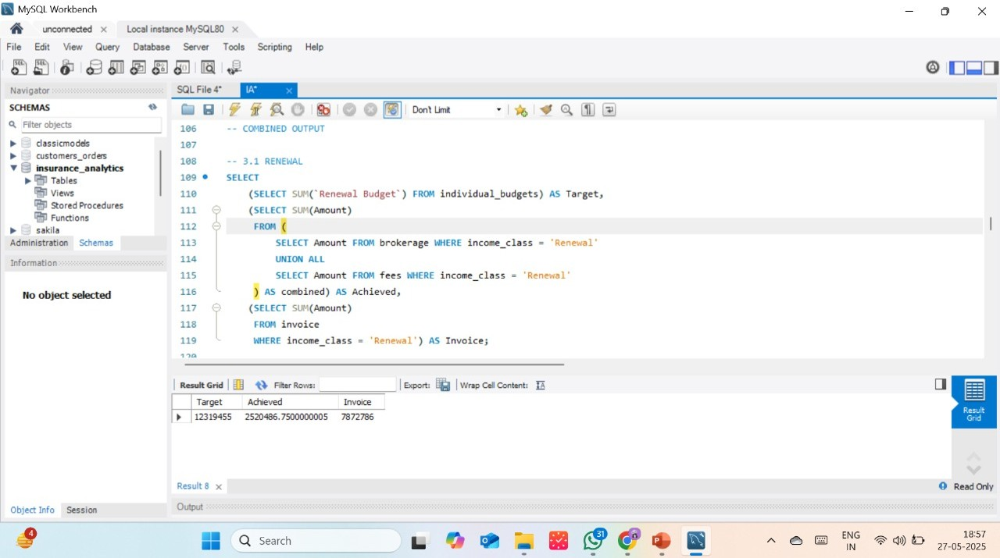 MySQL Workbench
unconnected
Local instance MySQL80
File Edit View Query Database Server Tools Scripting Help
Navigator
SCHEMAS
Filter objects
classicmodels
customers_orders
insurance_analytics
Tables
Views
Stored Procedures
Functions
sakila
Administration Schemas
Information
No object selected
Object Info Session
SQL File 4* IA*
Don't Limit
106 -- COMBINED OUTPUT
107
108 -- 3.1 RENEWAL
109 SELECT
110 (SELECT SUM(`Renewal Budget`) FROM individual_budgets) AS Target,
111 (SELECT SUM(Amount)
112 FROM (
113 SELECT Amount FROM brokerage WHERE income_class = 'Renewal'
114 UNION ALL
115 SELECT Amount FROM fees WHERE income_class = 'Renewal'
116 ) AS combined) AS Achieved,
117 (SELECT SUM(Amount)
118 FROM invoice
119 WHERE income_class = 'Renewal') AS Invoice;
120
Result Grid Filter Rows: Export: Wrap Cell Content:
Target Achieved Invoice
12319455 2520486.7500000005 7872786
Result Grid
Result 8
Read Only
Output
4
Search
31
ENG
IN
18:57
27-05-2025